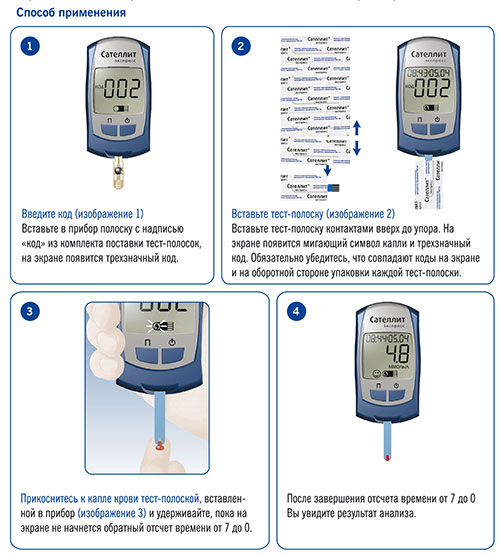 Способ применения
1
Сателлит
экспресс
КОД 002
П
2
Сателлит
экспресс
08:43 05.04
КОД 002
П
Введите код (изображение 1)
Вставьте в прибор полоску с надписью
«код» из комплекта поставки тест-полосок,
на экране появится трехзначный код.
Вставьте тест-полоску (изображение 2)
Вставьте тест-полоску контактами вверх до упора. На
экране появится мигающий символ капли и трехзначный
код. Обязательно убедитесь, что совпадают коды на экране
и на оборотной стороне упаковки каждой тест-полоски.
3
002
П
4
Сателлит
экспресс
08:44 05.04
4.8
ммоль/л
П
Прикоснитесь к капле крови тест-полоской, вставлен-
ной в прибор (изображение 3) и удерживайте, пока на
экране не начнется обратный отсчет времени от 7 до 0.
После завершения отсчета времени от 7 до 0
Вы увидите результат анализа.